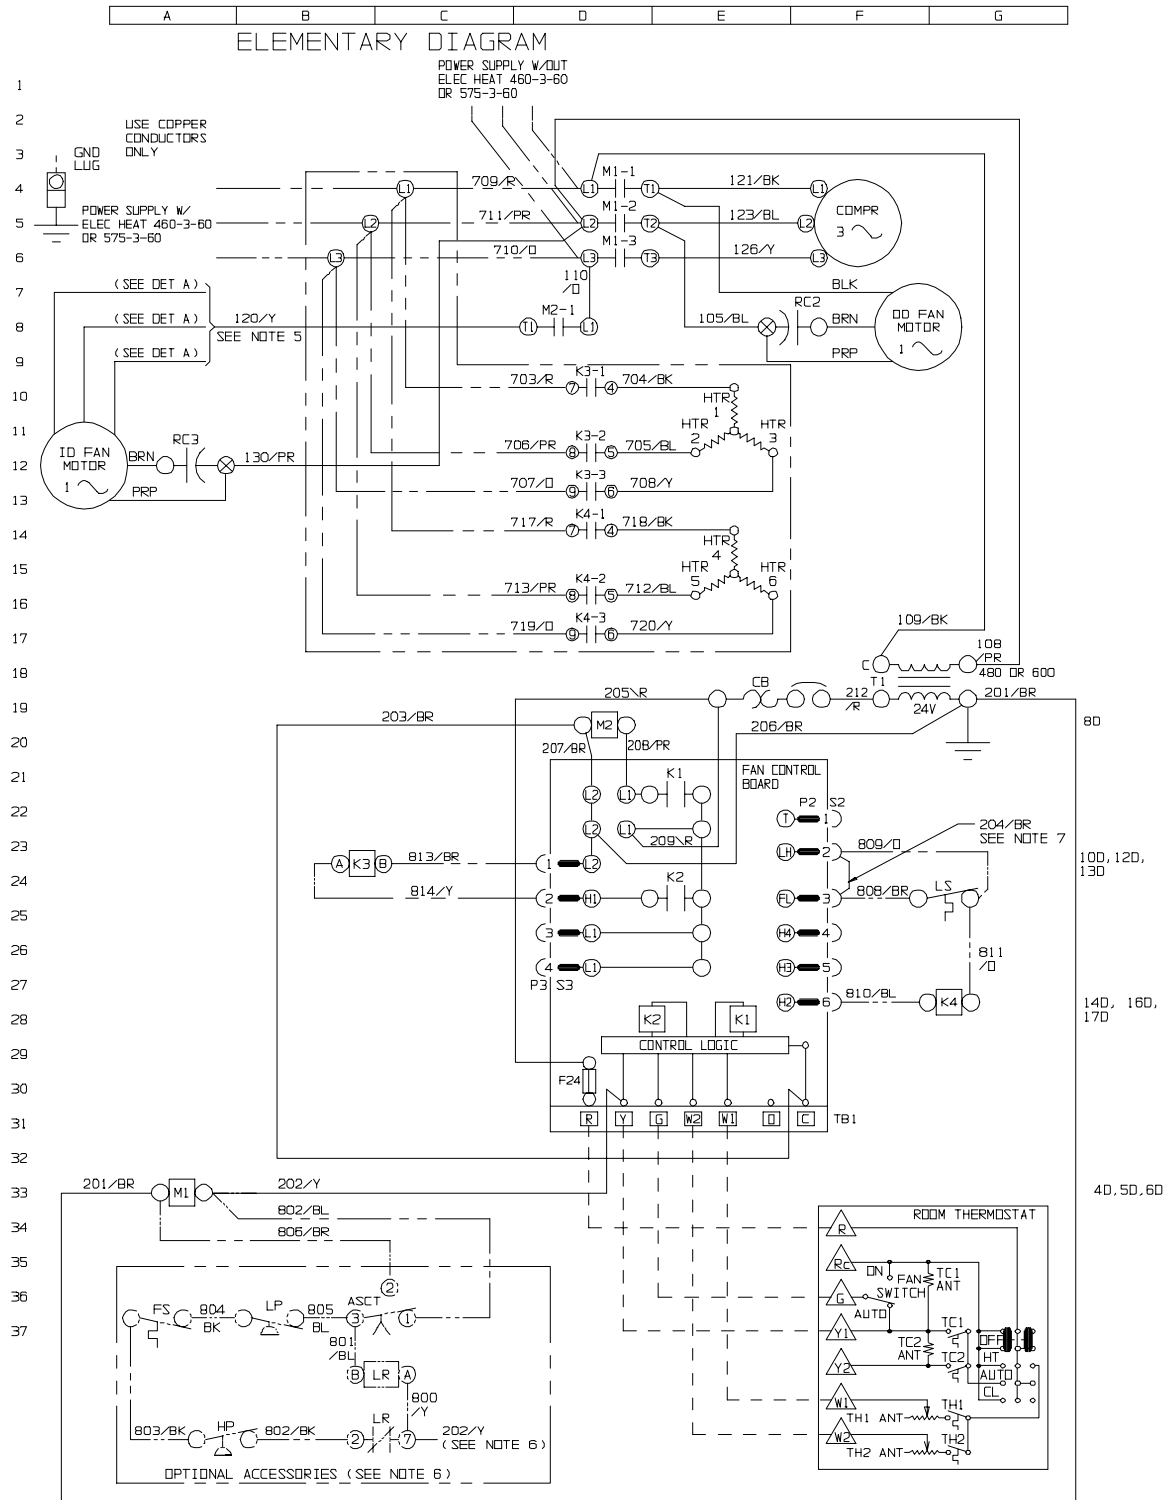 A B C D E F G
ELEMENTARY DIAGRAM
POWER SUPPLY W/OUT
ELEC HEAT 460-3-60
OR 575-3-60
1
2
USE COPPER
CONDUCTORS
ONLY
3
GND
LUG
4
L1 709/R L1 M1-1 T1 121/BK L1
POWER SUPPLY W/
ELEC HEAT 460-3-60
OR 575-3-60
5
L2 711/PR L2 M1-2 T2 123/BL L2
COMPR
3
6
L3 710/O L3 M1-3 T3 126/Y L3
7
(SEE DET A)
110
/O
BLK
8
(SEE DET A) 120/Y
SEE NOTE 5
T1 M2-1 L1
105/BL RC2 BRN
OD FAN
MOTOR
1
9
(SEE DET A)
PRP
10
703/R 7 K3-1 4 704/BK
HTR
1
11
HTR
2
HTR
3
706/PR 8 K3-2 5 705/BL
12
ID FAN
MOTOR
1
BRN RC3 130/PR
PRP
13
707/O 9 K3-3 6 708/Y
14
717/R 7 K4-1 4 718/BK
HTR
4
15
HTR
5
HTR
6
16
713/PR 8 K4-2 5 712/BL
17
719/O 9 K4-3 6 720/Y
109/BK
18
C
T1
108
/PR
480 OR 600
19
205\R CB 212
/R
24V
201/BR
8D
203/BR M2 206/BR
20
207/BR 208/PR
21
K1
FAN CONTROL
BOARD
22
L2 L1
P2 S2
T 1
23
L2 L1
209\R
204/BR
SEE NOTE 7
LH 2 809/O
A K3 B 813/BR 1 L2
10D,12D,
13D
24
814/Y 2 H1 K2
FL 3 808/BR LS
25
3 L1
H4 4
26
4 L1
H3 5
811
/O
27
P3 S3
H2 6 810/BL K4
14D, 16D,
17D
28
K2 K1
CONTROL LOGIC
29
F24
30
31
R Y G W2 W1 O C TB1
32
33
201/BR M1 202/Y
4D,5D,6D
802/BL
34
806/BR
R
ROOM THERMOSTAT
35
Rc ON FAN
SWITCH
TC1
ANT
2
36
G AUTO
FS 804
BK
LP 805
BL
ASCT
3 1
37
Y1
TC2
ANT
TC1
OFF
801
/BL
Y2 TC2 HT
AUTO
CL
B LR A
800
/Y
W1
TH1 ANT TH1
803/BK HP 802/BK 2 LR 7 202/Y
(SEE NOTE 6)
W2
TH2 ANT TH2
OPTIONAL ACCESSORIES (SEE NOTE 6)